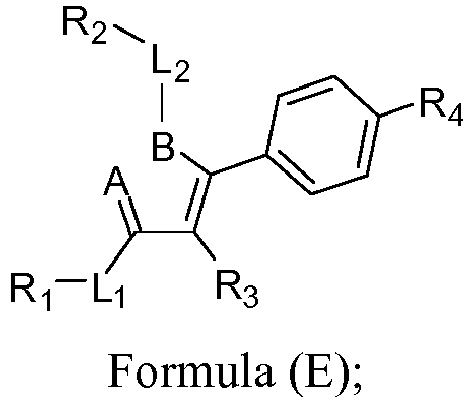 R2
L2
B
R4
A
R3
R1 L1
Formula (E);